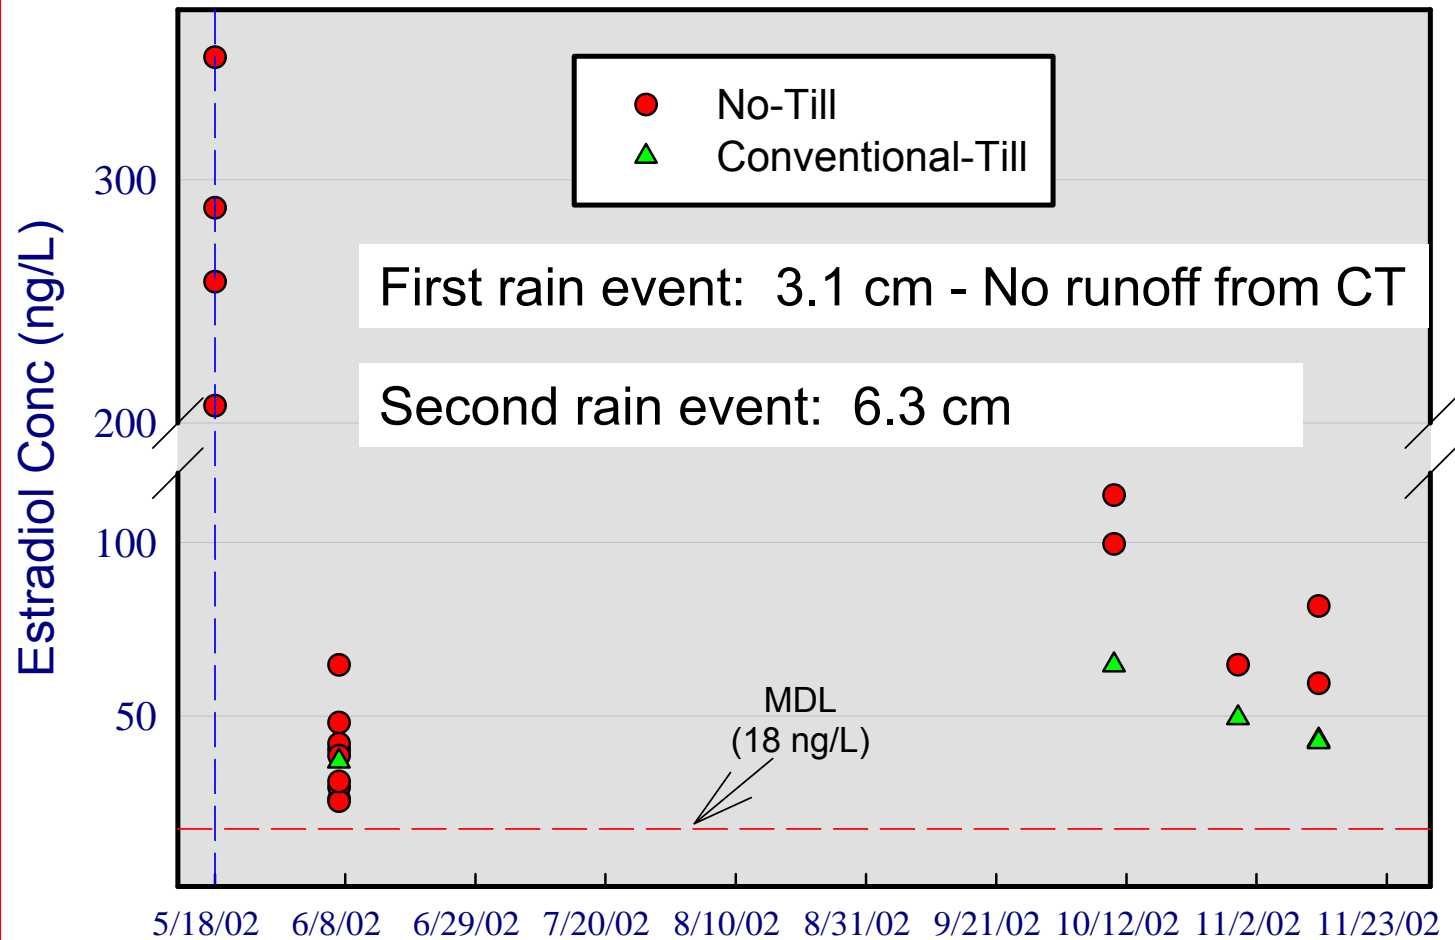 No-Till
Conventional-Till
300
First rain event: 3.1 cm - No runoff from CT
Second rain event: 6.3 cm
200
Estradiol Conc (ng/L)
100
MDL
(18 ng/L)
50
5/18/02 6/8/02 6/29/02 7/20/02 8/10/02 8/31/02 9/21/02 10/12/02 11/2/02 11/23/02